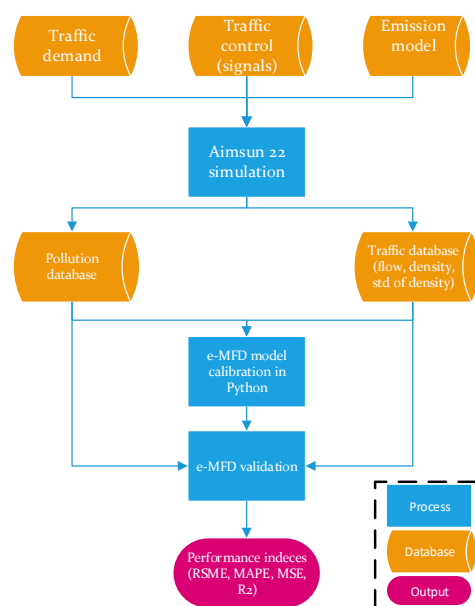 Traffic
demand
Traffic
control
(signals)
Emission
model
Aimsun 22
simulation
Pollution
database
Traffic database
(flow, density,
std of density)
e-MFD model
calibration in
Python
e-MFD validation
Performance indeces
(RSME, MAPE, MSE,
R2)
Process
Database
Output